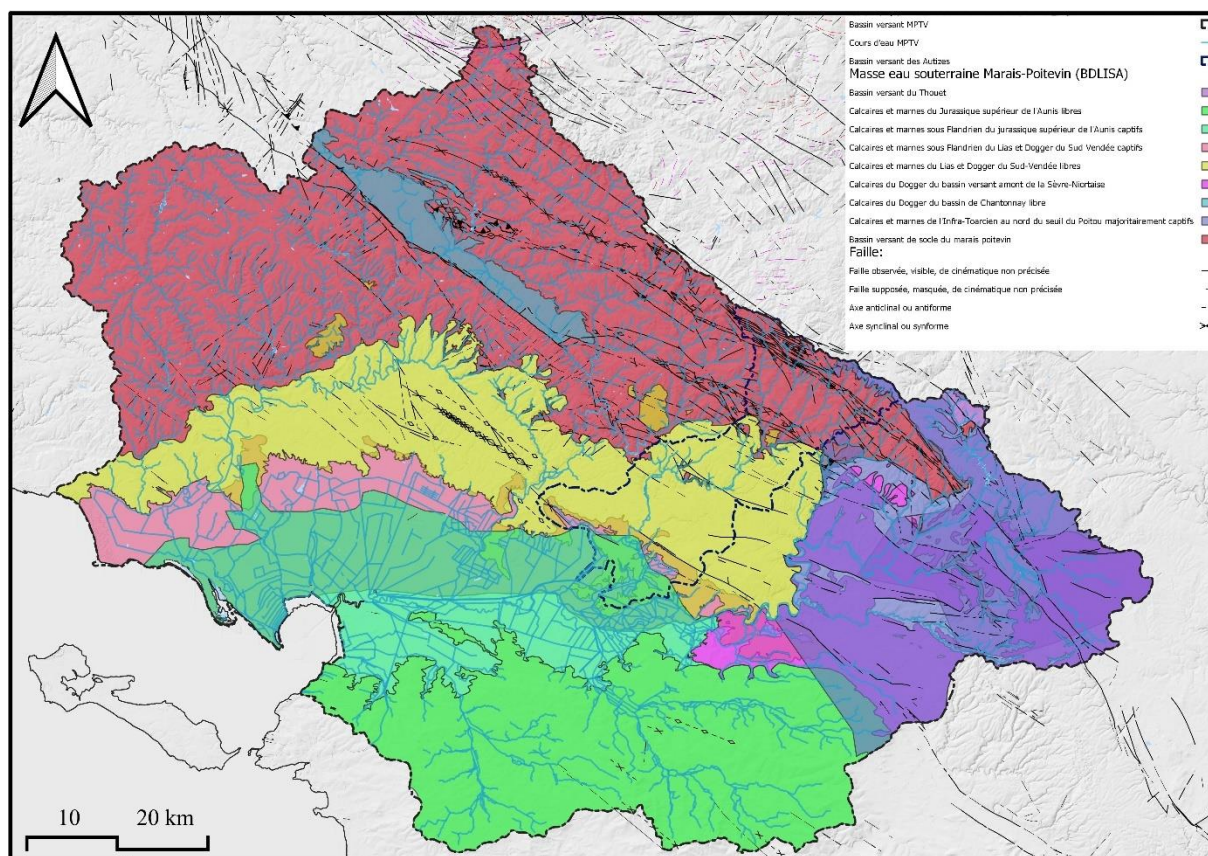 Bassin versant MPTV
Cours d'eau MPTV
Bassin versant des Autizes
Masse eau souterraine Marais-Poitevin (BDLISA)
Bassin versant du Thouet
Calcaires et marnes du Jurassique supérieur de l'Aunis libres
Calcaires et marnes sous Flandrien du jurassique supérieur de l'Aunis captifs
Calcaires et marnes sous Flandrien du Lias et Dogger du Sud Vendée captifs
Calcaires et marnes du Lias et Dogger du Sud-Vendée libres
Calcaires du Dogger du bassin versant amont de la Sèvre-Niortaise
Calcaires du Dogger du bassin de Chantonnay libre
Calcaires et marnes de l'Infra-Toarcien au nord du seuil du Poitou majoritairement captifs
Bassin versant de socle du marais poitevin
Faille:
Faille observée, visible, de cinématique non précisée
Faille supposée, masquée, de cinématique non précisée
Axe anticlinal ou antiforme
Axe synclinal ou synforme
10 20 km